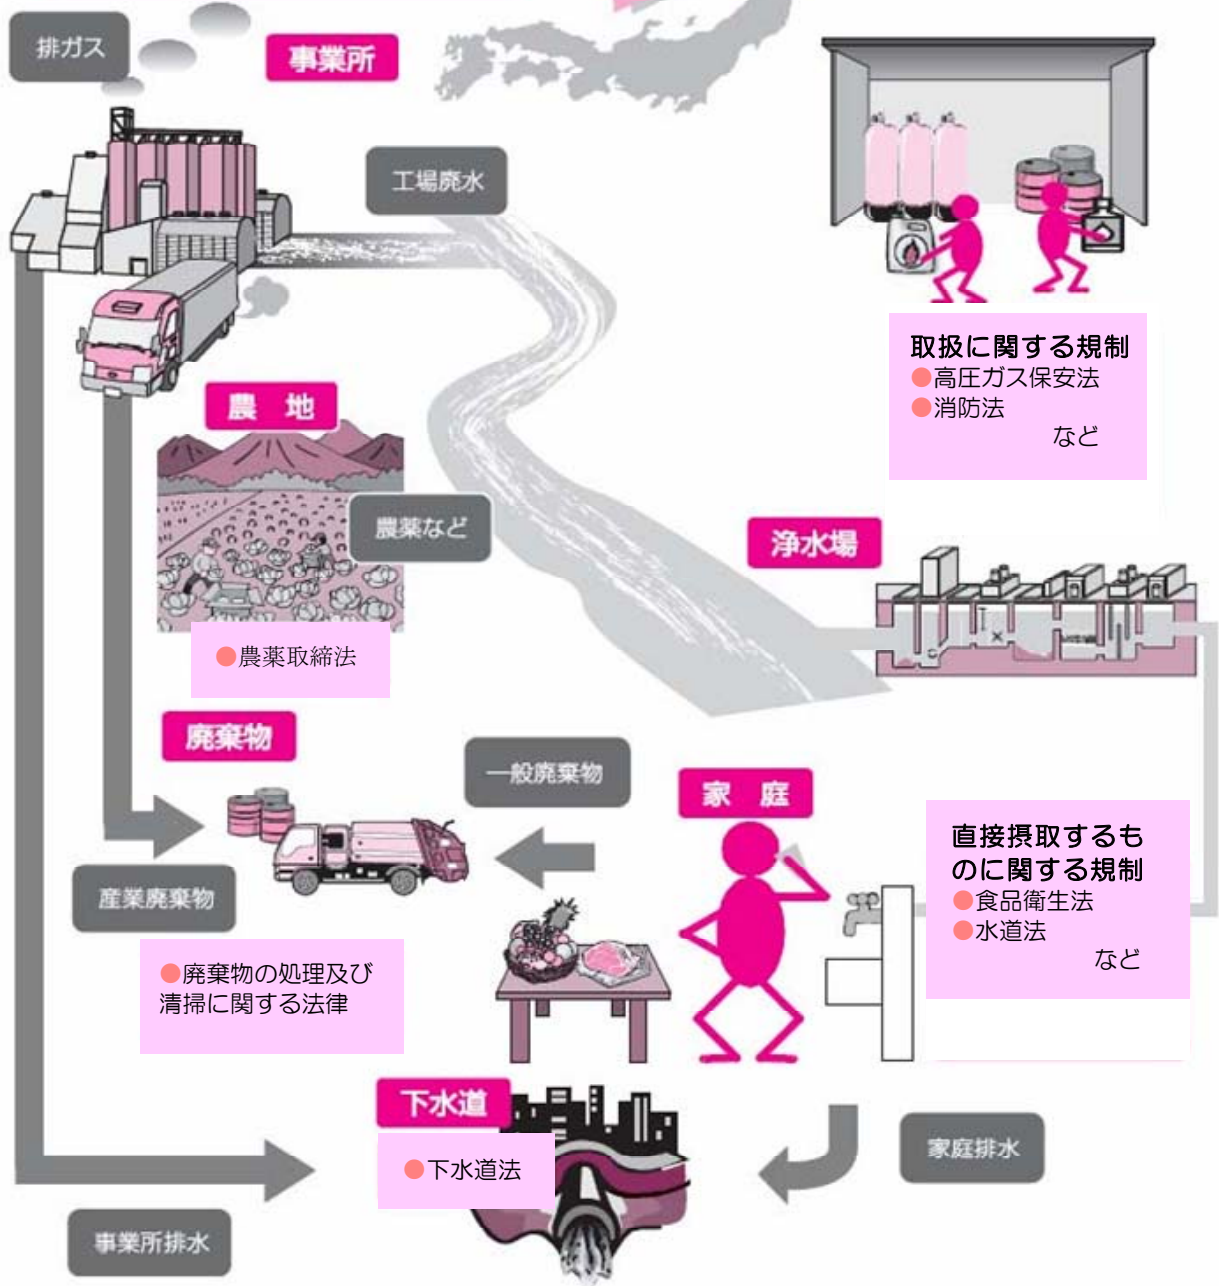 排ガス
事業所
工場廃水
取扱に関する規制
●高圧ガス保安法
●消防法
など
農 地
農薬など
●農薬取締法
浄水場
廃棄物
一般廃棄物
家 庭
産業廃棄物
●廃棄物の処理及び
清掃に関する法律
直接摂取するも
のに関する規制
●食品衛生法
●水道法
など
下水道
●下水道法
家庭排水
事業所排水